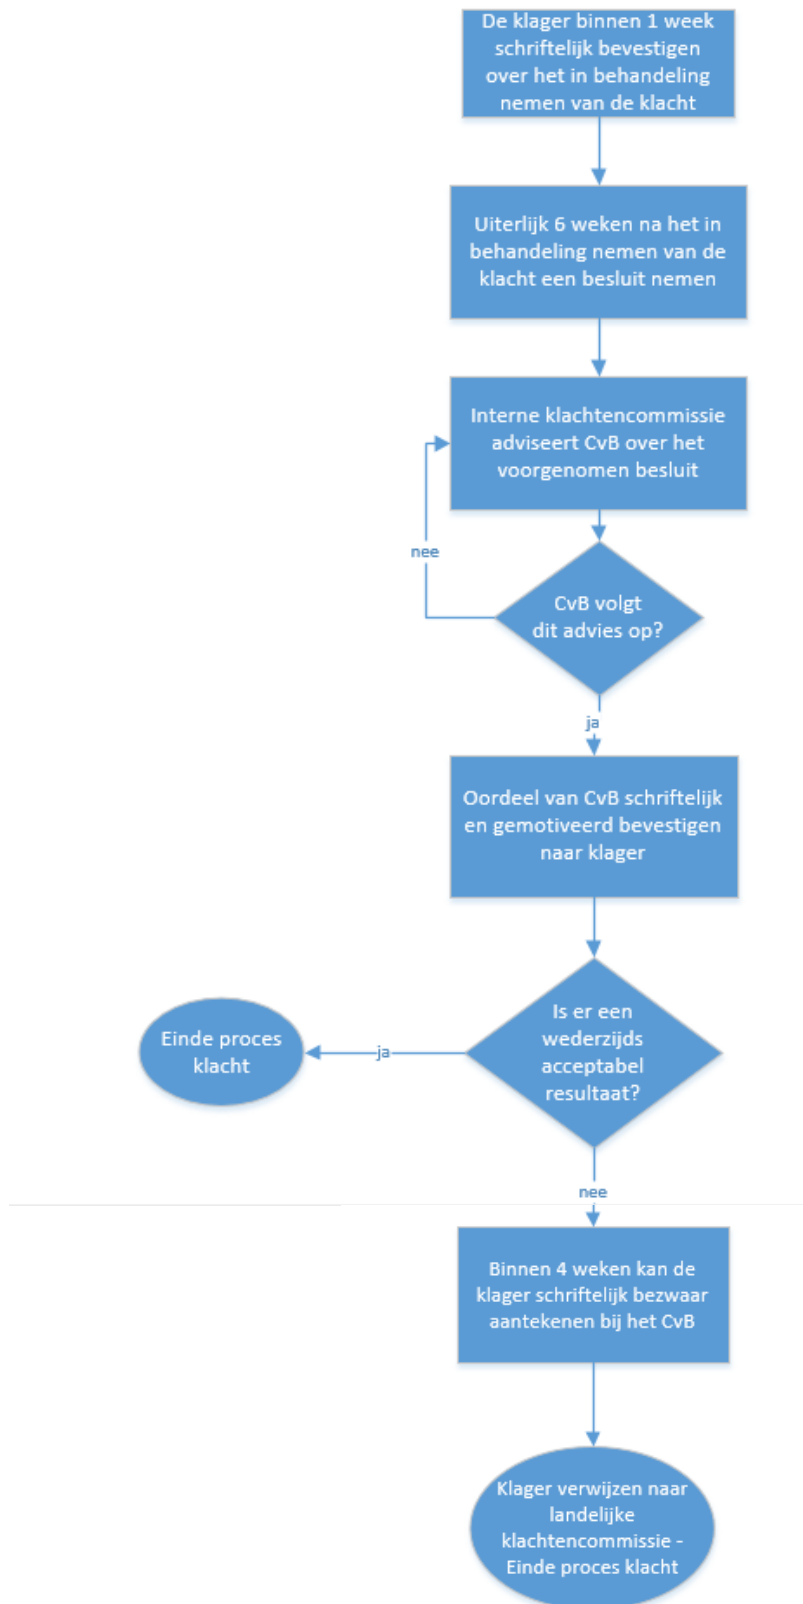 De klager binnen 1 week
schriftelijk bevestigen
over het in behandeling
nemen van de klacht
Uiterlijk 6 weken na het in
behandeling nemen van de
klacht een besluit nemen
Interne klachtencommissie
adviseert CvB over het
voorgenomen besluit
nee
CvB volgt
dit advies op?
ja
Oordeel van CvB schriftelijk
en gemotiveerd bevestigen
naar klager
Is er een
wederzijds
acceptabel
resultaat?
ja
Einde proces
klacht
nee
Binnen 4 weken kan de
klager schriftelijk bezwaar
aantekenen bij het CvB
Klager verwijzen naar
landelijke
klachtencommissie -
Einde proces klacht